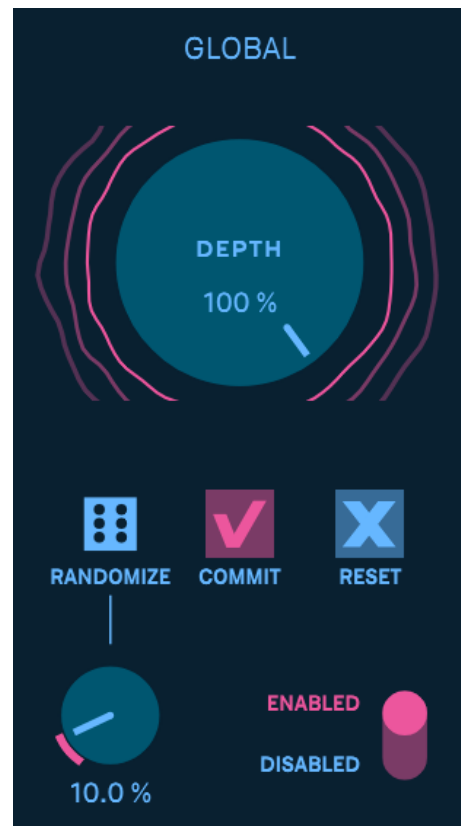 GLOBAL
DEPTH
100 %
RANDOMIZE COMMIT RESET
ENABLED
DISABLED
10.0 %